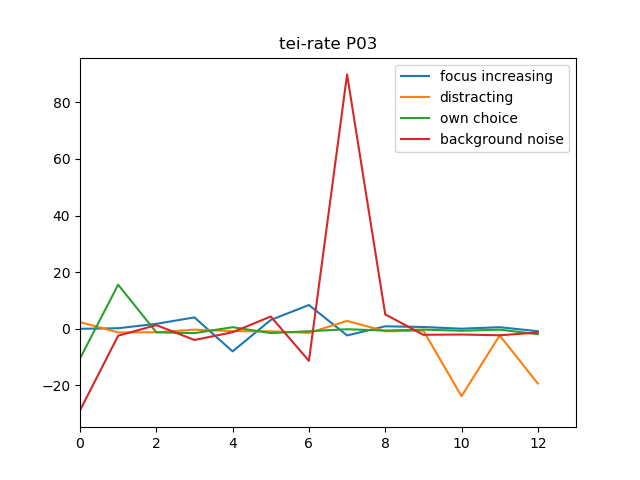 tei-rate P03
focus increasing
distracting
own choice
background noise
80
60
40
20
0
−20
0 2 4 6 8 10 12